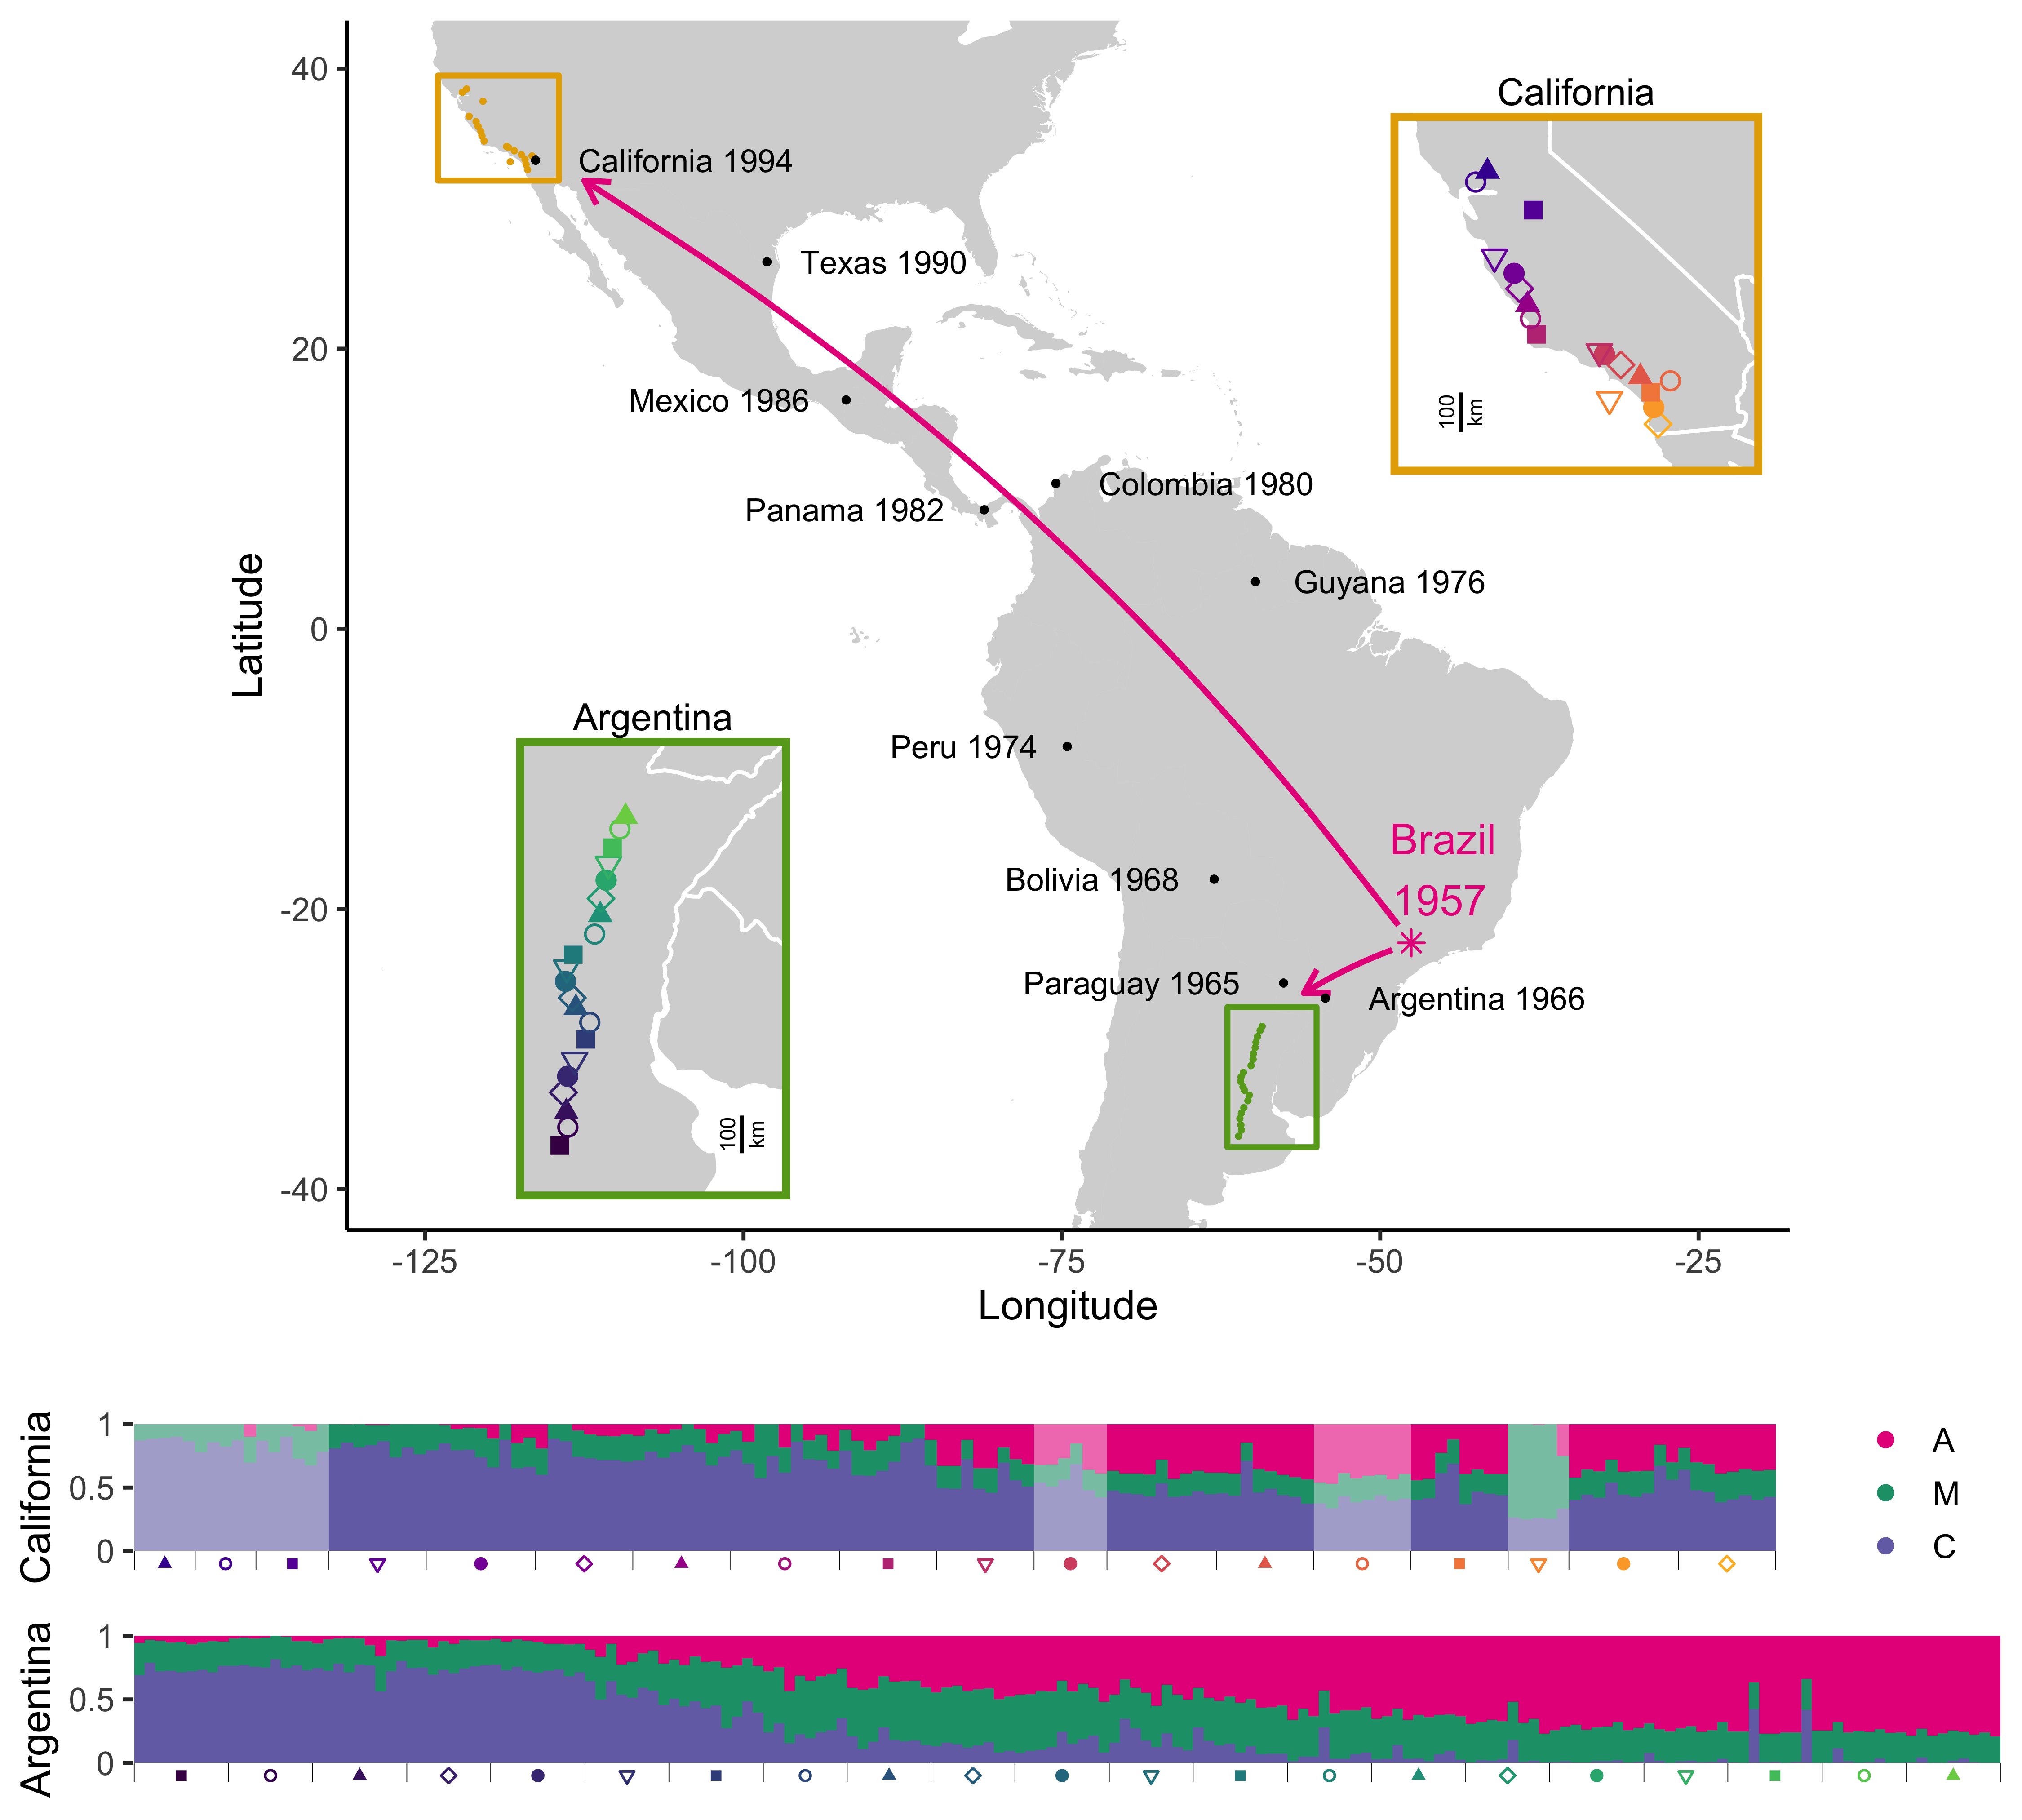 40
20
0
-20
-40
Latitude
-125
-100
-75
-50
-25
Longitude
California 1994
Texas 1990
Mexico 1986
Panama 1982
Colombia 1980
Guyana 1976
Peru 1974
Bolivia 1968
Brazil
1957
Paraguay 1965
Argentina 1966
California
100
km
Argentina
100
km
California
1
0.5
0
A
M
C
Argentina
1
0.5
0